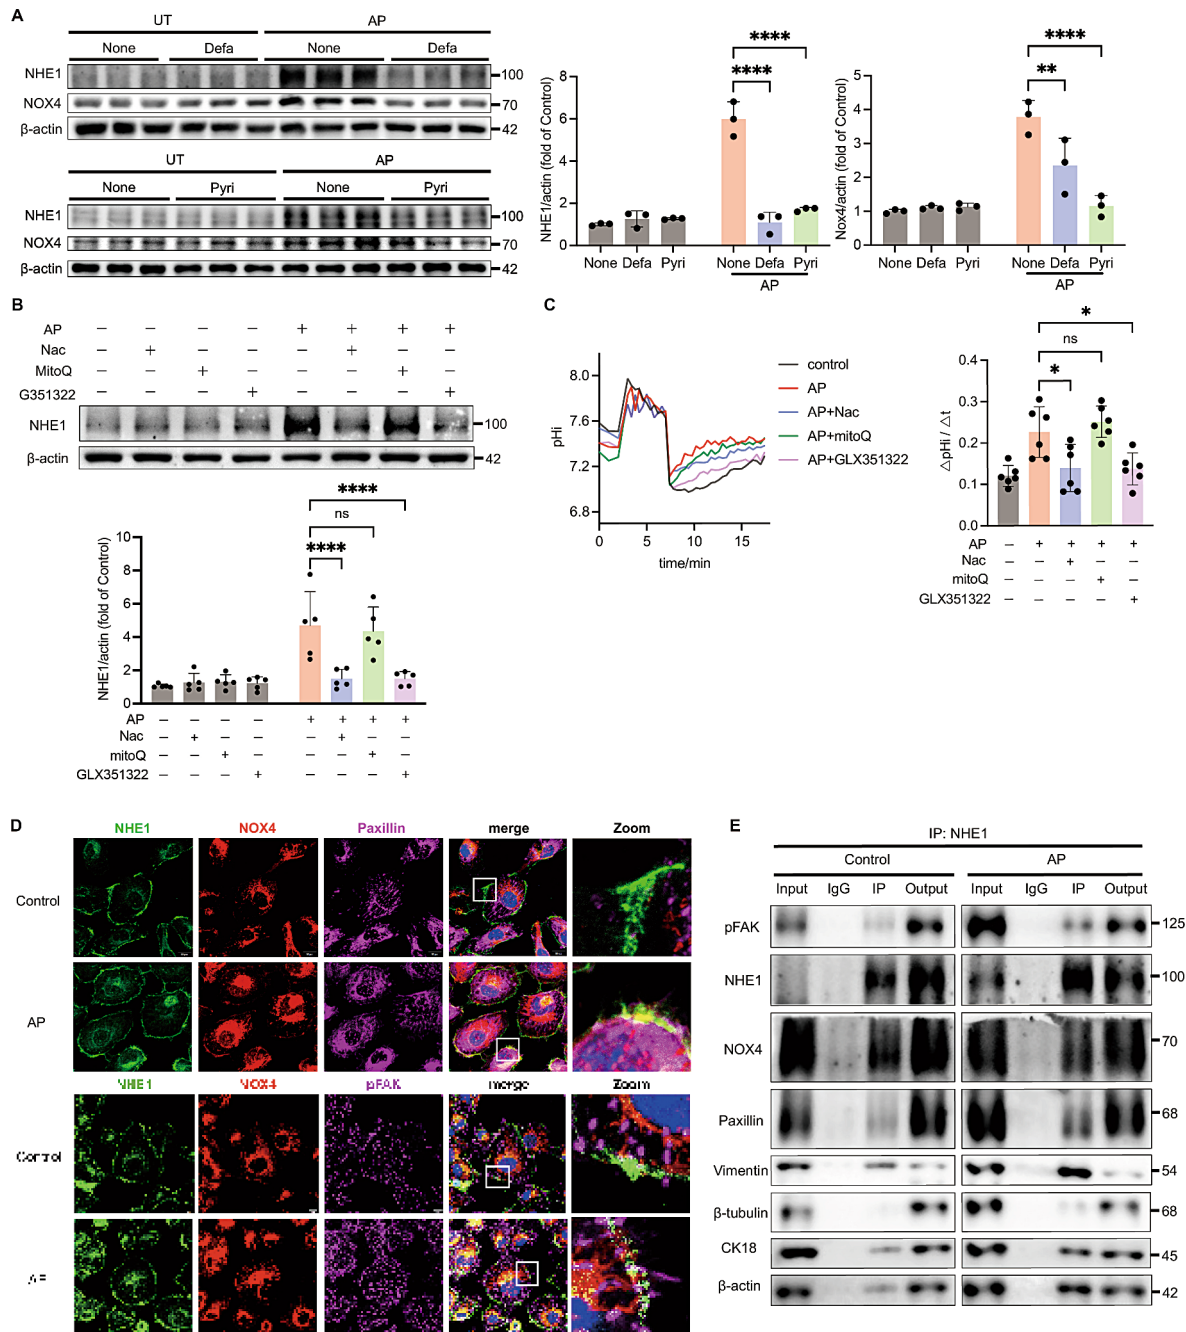 A
UT AP
None Defa None Defa
NHE1 100
NOX4 70
β-actin 42
UT AP
None Pyri None Pyri
NHE1 100
NOX4 70
β-actin 42
**** ****
**** **
NHE1/actin (fold of Control)
8
6
4
2
0
None Defa Pyri None Defa Pyri
AP
Nox4/actin (fold of Control)
5
4
3
2
1
0
None Defa Pyri None Defa Pyri
AP
B
AP – – – – + + + +
Nac – + – – – + – –
MitoQ – – + – – – + –
G351322 – – – + – – – +
NHE1 100
β-actin 42
****
ns
****
NHE1/actin (fold of Control)
10
8
6
4
2
0
AP – – – – + + + +
Nac – + – – – + – –
mitoQ – – + – – – + –
GLX351322 – – – + – – – +
C
pHi
8.0
7.6
7.2
6.8
0 5 10 15
time/min
control
AP
AP+Nac
AP+mitoQ
AP+GLX351322
*
ns
*
△pHi / △t
0.4
0.3
0.2
0.1
0.0
AP – + + + +
Nac – – + – –
mitoQ – – – + –
GLX351322 – – – – +
D
NHE1 NOX4 Paxillin merge Zoom
Control
AP
NHE1 NOX4 pFAK merge Zoom
Control
AP
E
IP: NHE1
Control AP
Input IgG IP Output Input IgG IP Output
pFAK 125
NHE1 100
NOX4 70
Paxillin 68
Vimentin 54
β-tubulin 68
CK18 45
β-actin 42